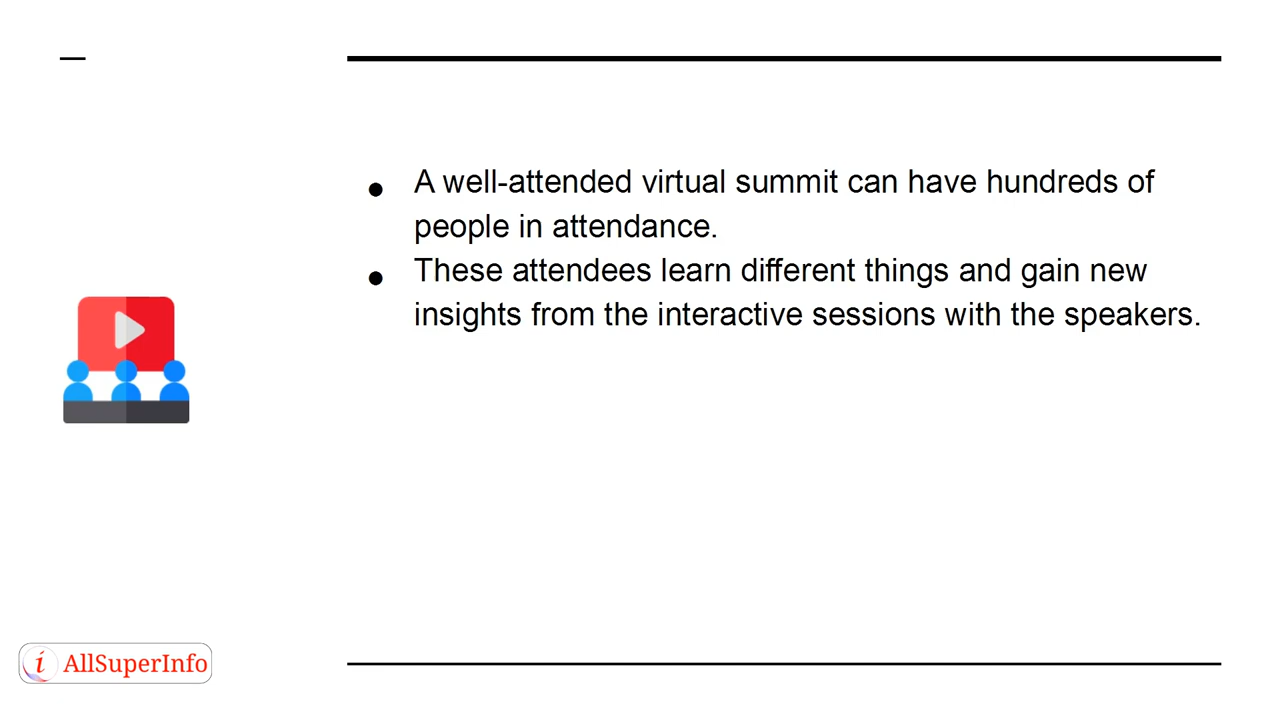 ● A well-attended virtual summit can have hundreds of
people in attendance.
● These attendees learn different things and gain new
insights from the interactive sessions with the speakers.
i AllSuperInfo